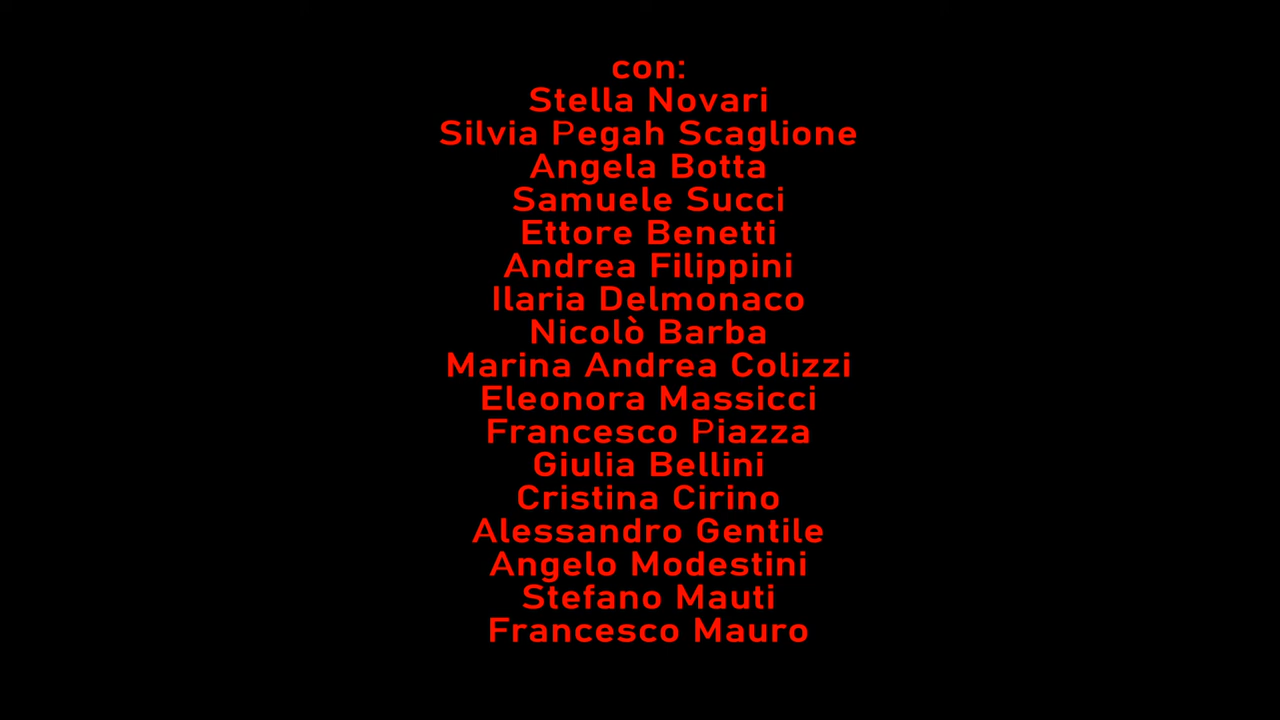 con:
Stella Novari
Silvia Pegah Scaglione
Angela Botta
Samuele Succi
Ettore Benetti
Andrea Filippini
Ilaria Delmonaco
Nicolò Barba
Marina Andrea Colizzi
Eleonora Massicci
Francesco Piazza
Giulia Bellini
Cristina Cirino
Alessandro Gentile
Angelo Modestini
Stefano Mauti
Francesco Mauro